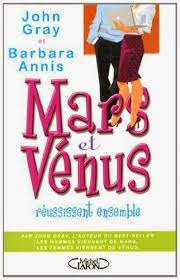 John
Gray
et
Barbara
Annis
Mars
et
Vénus
réussissent ensemble
PAR JOHN GRAY, L'AUTEUR DU BEST-SELLER
LES HOMMES VIENNENT DE MARS,
LES FEMMES VIENNENT DE VÉNUS.
Michel
LAFON